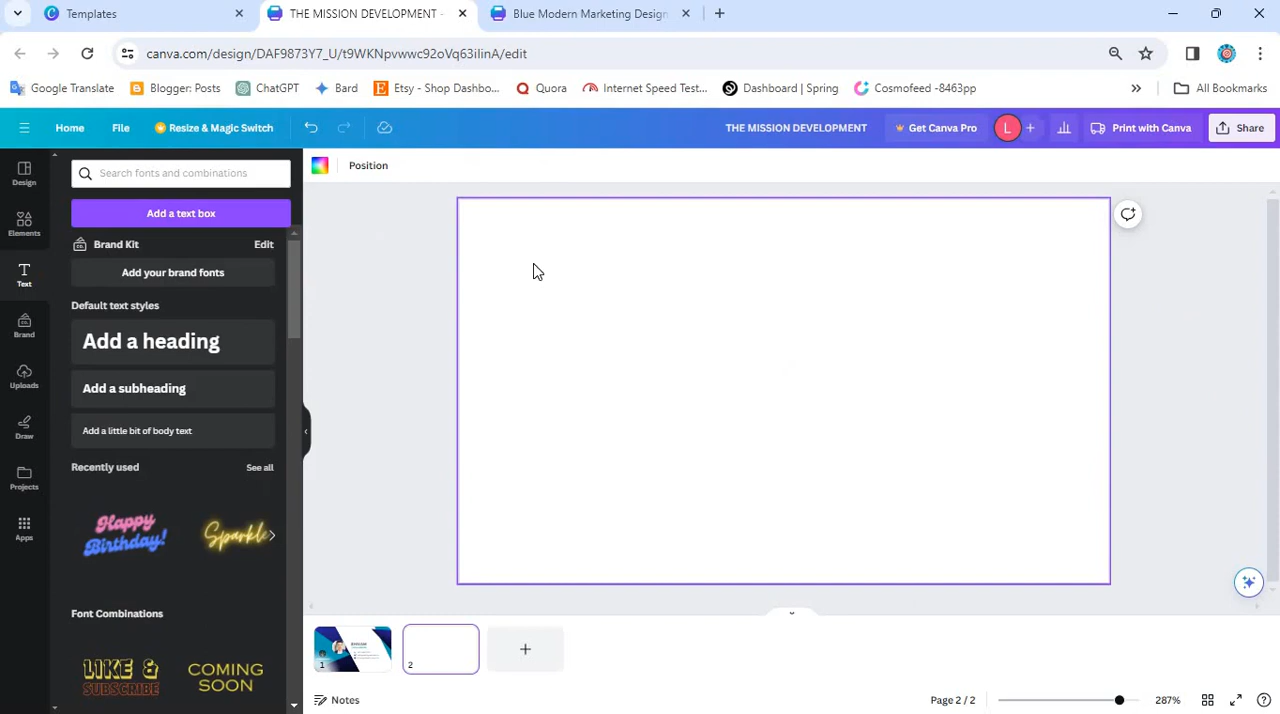 Templates
THE MISSION DEVELOPMENT -
Blue Modern Marketing Design
canva.com/design/DAF9873Y7_U/t9WKNpvwwc92oVq63iIinA/edit
Google Translate
Blogger: Posts
ChatGPT
Bard
Etsy - Shop Dashbo...
Quora
Internet Speed Test...
Dashboard | Spring
Cosmofeed -8463pp
All Bookmarks
Home
File
Resize & Magic Switch
THE MISSION DEVELOPMENT
Get Canva Pro
L
Print with Canva
Share
Design
Elements
Text
Brand
Uploads
Draw
Projects
Apps
Search fonts and combinations
Add a text box
Brand Kit
Edit
Add your brand fonts
Default text styles
Add a heading
Add a subheading
Add a little bit of body text
Recently used
See all
Happy
Birthday!
Sparkle
Font Combinations
LIKE &
SUBSCRIBE
COMING
SOON
Position
1
2
Notes
Page 2 / 2
287%